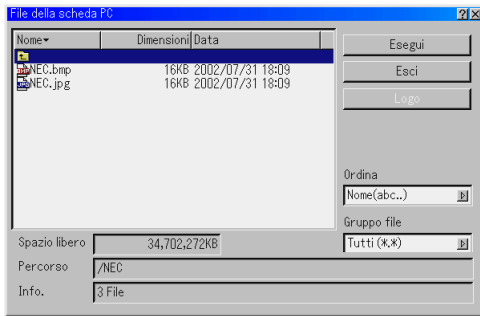 File della scheda PC
Nome Dimensioni Data
NEC.bmp 16KB 2002/07/31 18:09
NEC.jpg 16KB 2002/07/31 18:09
Esegui
Esci
Logo
Ordina
Nome(abc..)
Gruppo file
Tutti (*.*)
Spazio libero 34,702,272KB
Percorso /NEC
Info. 3 File